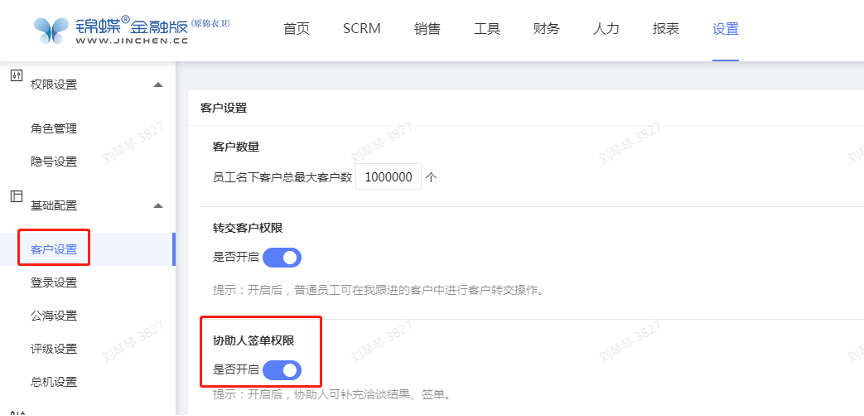 锦蝶®金融版(原锦衣卫)
WWW.JINCHEN.CC
首页 SCRM 销售 工具 财务 人力 报表 设置
权限设置
角色管理
隐号设置
基础配置
客户设置
登录设置
公海设置
评级设置
总机设置
客户设置
客户数量
员工名下客户总最大客户数 1000000 个
转交客户权限
是否开启
提示：开启后，普通员工可在我跟进的客户中进行客户转交操作。
协助人签单权限
是否开启
提示：开启后，协助人可补充洽谈结果、签单。
刘琴琴 3827
刘琴琴 3827
刘琴琴 3827
刘琴琴 3827
刘琴琴 3827
刘琴琴 3827